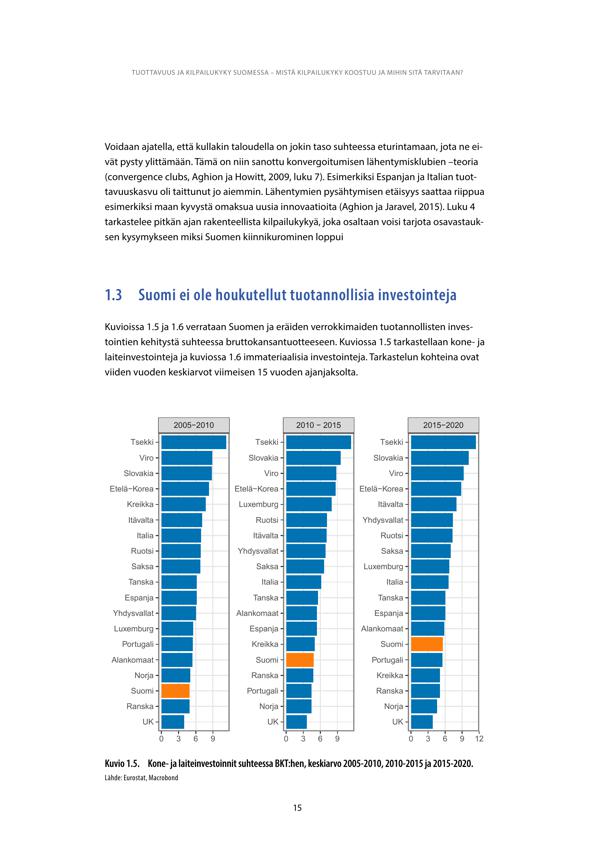 TUOTTAVUUS JA KILPAILUKYKY SUOMESSA – MISTÄ KILPAILUKYKY KOOSTUU JA MIHIN SITÄ TARVITAAN?
Voidaan ajatella, että kullakin taloudella on jokin taso suhteessa eturintamaan, jota ne ei-
vät pysty ylittämään. Tämä on niin sanottu konvergoitumisen lähentymisklubien –teoria
(convergence clubs, Aghion ja Howitt, 2009, luku 7). Esimerkiksi Espanjan ja Italian tuot-
tavuuskasvu oli taittunut jo aiemmin. Lähentymien pysähtymisen etäisyys saattaa riippua
esimerkiksi maan kyvystä omaksua uusia innovaatioita (Aghion ja Jaravel, 2015). Luku 4
tarkastelee pitkän ajan rakenteellista kilpailukykyä, joka osaltaan voisi tarjota osavastauk-
sen kysymykseen miksi Suomen kiinnikurominen loppui
1.3 Suomi ei ole houkutellut tuotannollisia investointeja
Kuvioissa 1.5 ja 1.6 verrataan Suomen ja eräiden verrokkimaiden tuotannollisten inves-
tointien kehitystä suhteessa bruttokansantuotteeseen. Kuviossa 1.5 tarkastellaan kone- ja
laiteinvestointeja ja kuviossa 1.6 immateriaalisia investointeja. Tarkastelun kohteina ovat
viiden vuoden keskiarvot viimeisen 15 vuoden ajanjaksolta.
2005−2010
Tsekki
Viro
Slovakia
Etelä−Korea
Kreikka
Itävalta
Italia
Ruotsi
Saksa
Tanska
Espanja
Yhdysvallat
Luxemburg
Portugali
Alankomaat
Norja
Suomi
Ranska
UK
0 3 6 9
2010 − 2015
Tsekki
Slovakia
Viro
Etelä−Korea
Luxemburg
Ruotsi
Itävalta
Yhdysvallat
Saksa
Italia
Tanska
Alankomaat
Espanja
Kreikka
Suomi
Ranska
Portugali
Norja
UK
0 3 6 9
2015−2020
Tsekki
Slovakia
Viro
Etelä−Korea
Itävalta
Yhdysvallat
Ruotsi
Saksa
Luxemburg
Italia
Tanska
Espanja
Alankomaat
Suomi
Portugali
Kreikka
Ranska
Norja
UK
0 3 6 9 12
Kuvio 1.5. Kone- ja laiteinvestoinnit suhteessa BKT:hen, keskiarvo 2005-2010, 2010-2015 ja 2015-2020.
Lähde: Eurostat, Macrobond
15